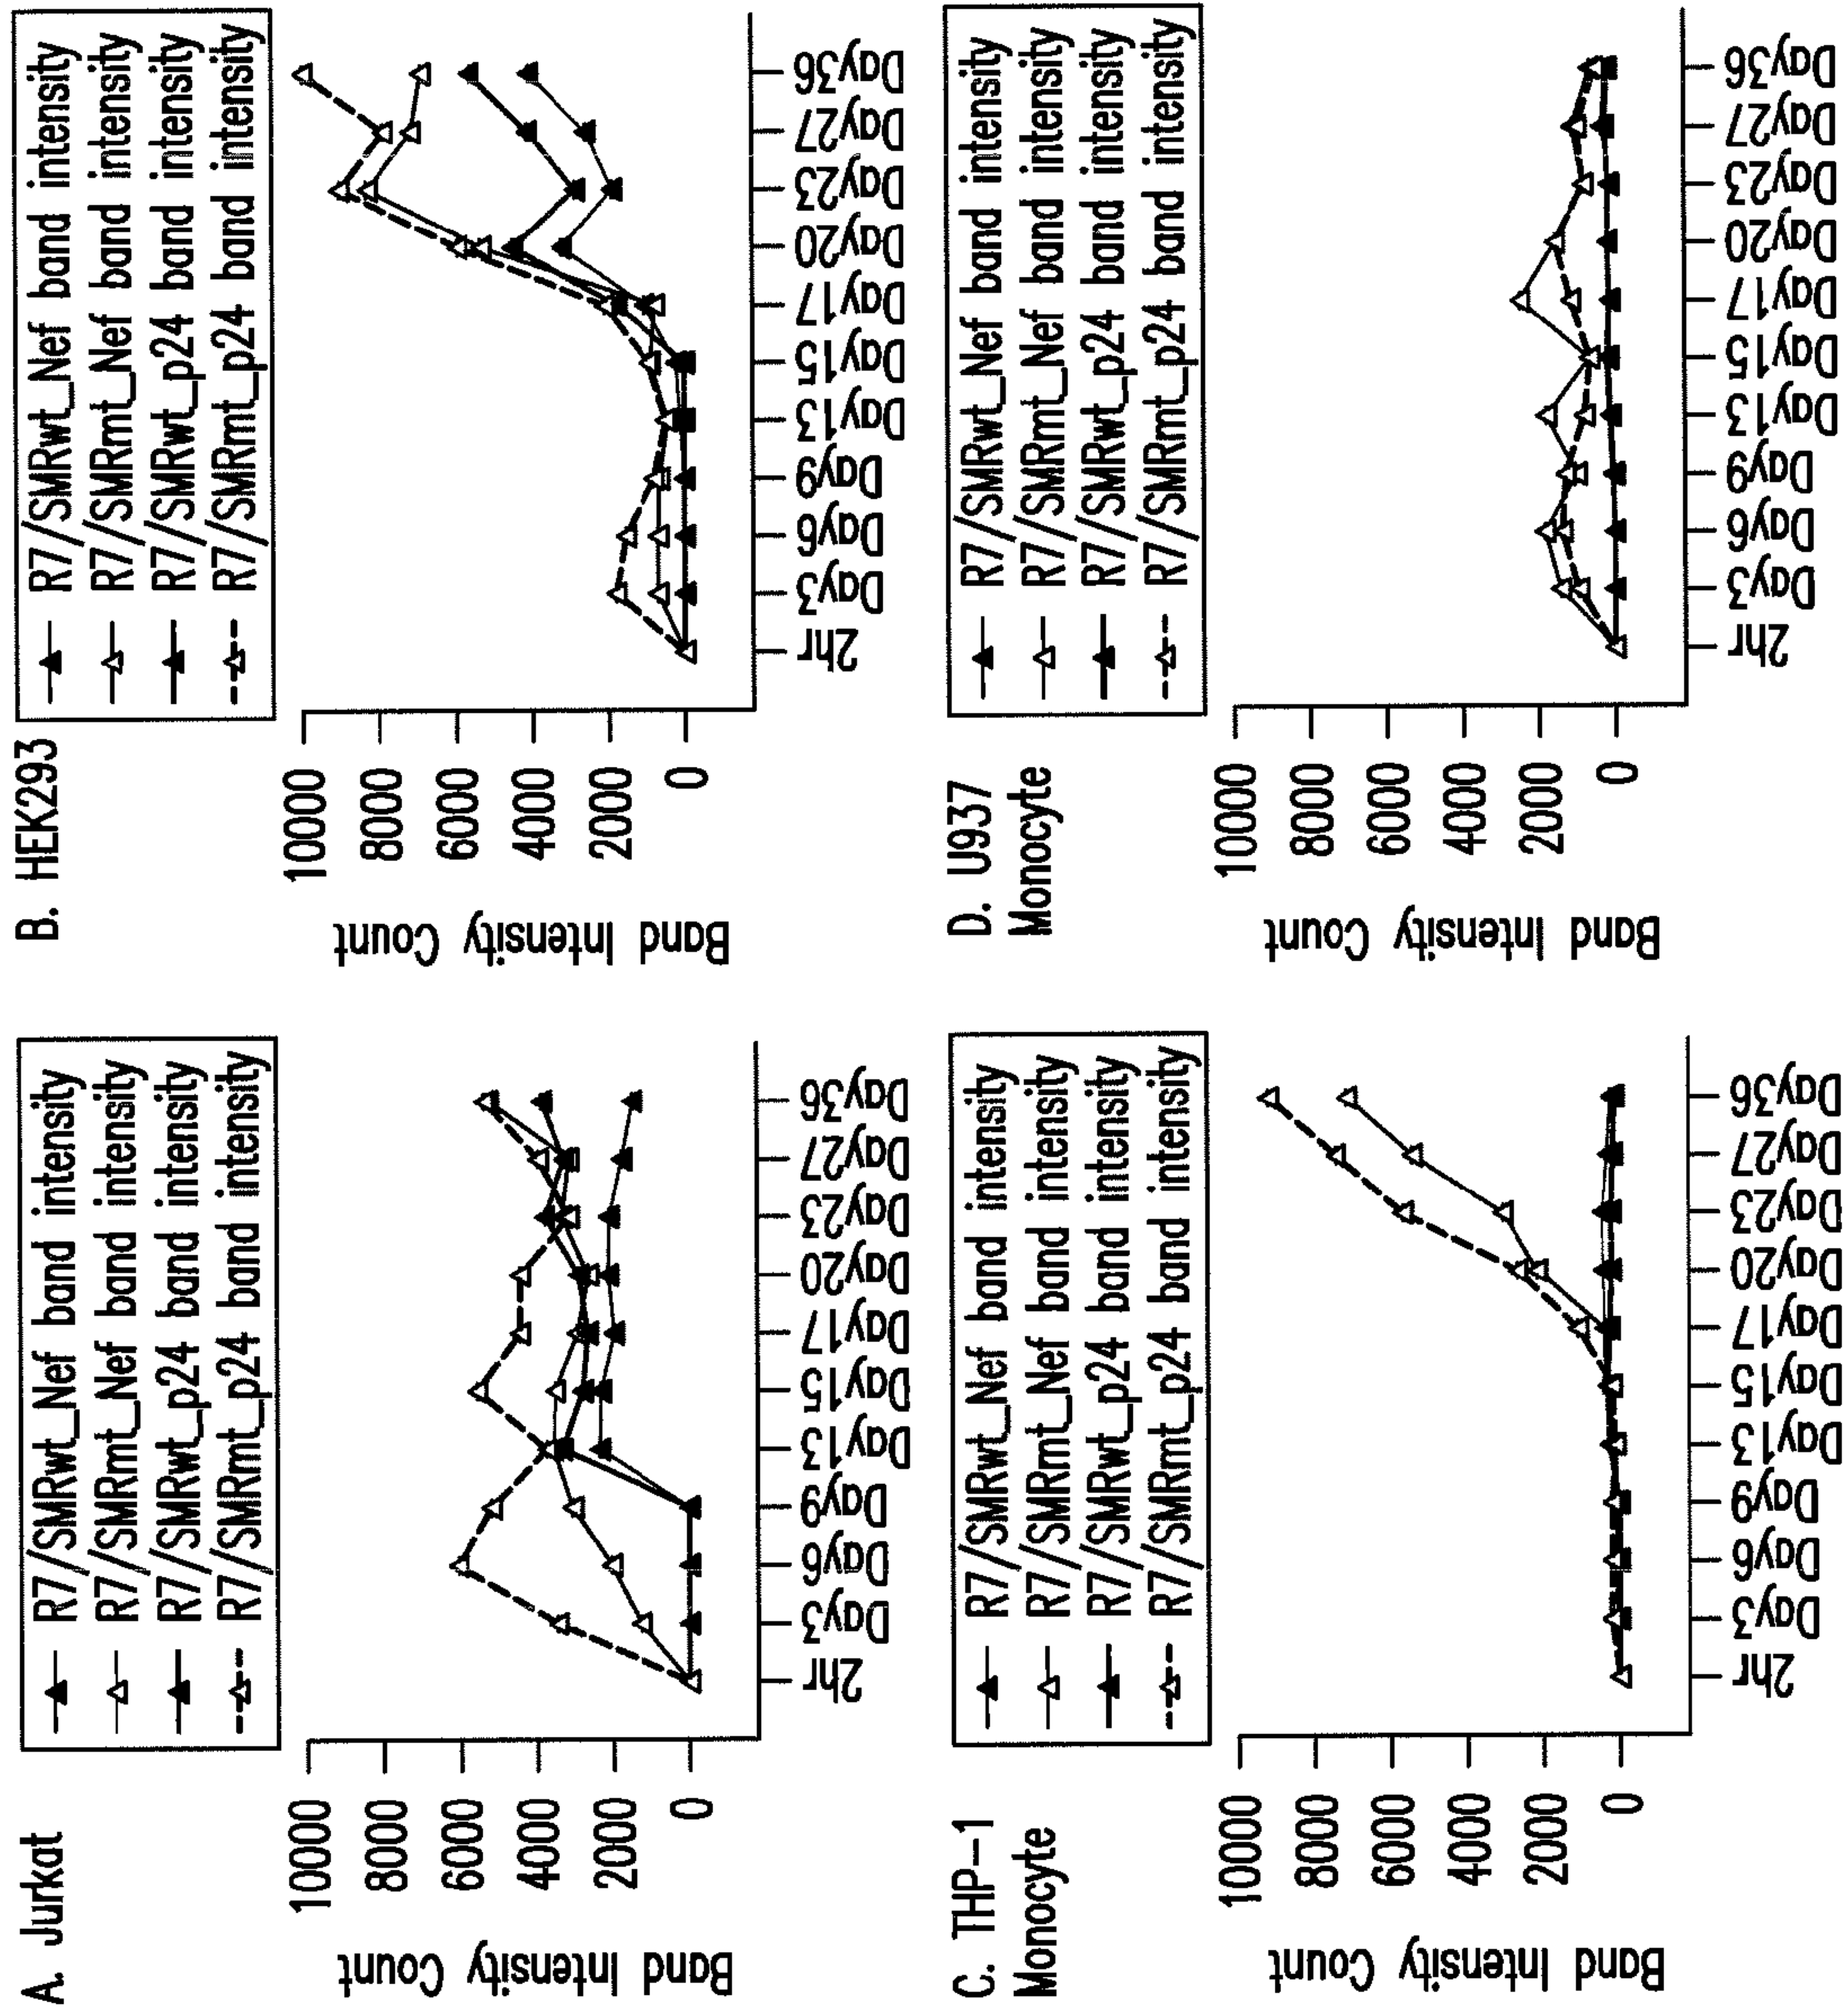 A. Jurkat
R7/SMRwt_Nef band intensity
R7/SMRmt_Nef band intensity
R7/SMRwt_p24 band intensity
R7/SMRmt_p24 band intensity
Band Intensity Count
10000
8000
6000
4000
2000
0
2hr
Day3
Day6
Day9
Day13
Day15
Day17
Day20
Day23
Day27
Day36
B. HEK293
R7/SMRwt_Nef band intensity
R7/SMRmt_Nef band intensity
R7/SMRwt_p24 band intensity
R7/SMRmt_p24 band intensity
Band Intensity Count
10000
8000
6000
4000
2000
0
2hr
Day3
Day6
Day9
Day13
Day15
Day17
Day20
Day23
Day27
Day36
C. THP-1
Monocyte
R7/SMRwt_Nef band intensity
R7/SMRmt_Nef band intensity
R7/SMRwt_p24 band intensity
R7/SMRmt_p24 band intensity
Band Intensity Count
10000
8000
6000
4000
2000
0
2hr
Day3
Day6
Day9
Day13
Day15
Day17
Day20
Day23
Day27
Day36
D. U937
Monocyte
R7/SMRwt_Nef band intensity
R7/SMRmt_Nef band intensity
R7/SMRwt_p24 band intensity
R7/SMRmt_p24 band intensity
Band Intensity Count
10000
8000
6000
4000
2000
0
2hr
Day3
Day6
Day9
Day13
Day15
Day17
Day20
Day23
Day27
Day36